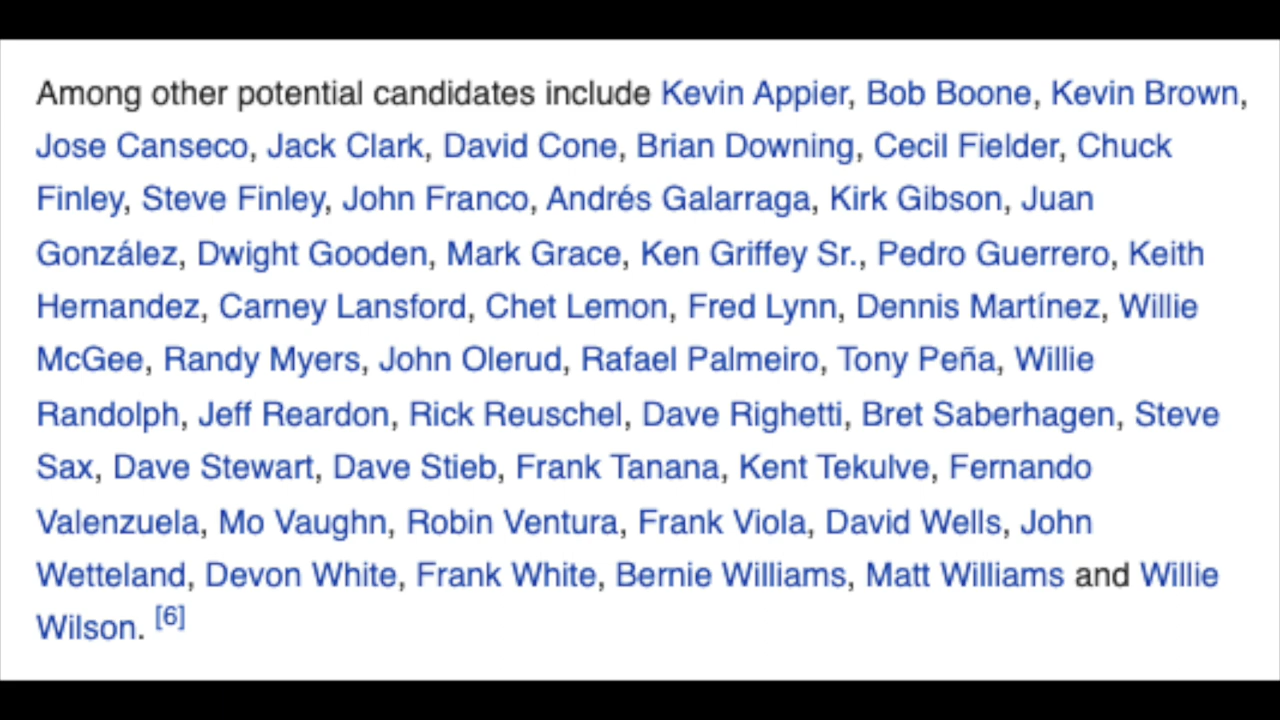 Among other potential candidates include Kevin Appier, Bob Boone, Kevin Brown,
Jose Canseco, Jack Clark, David Cone, Brian Downing, Cecil Fielder, Chuck
Finley, Steve Finley, John Franco, Andrés Galarraga, Kirk Gibson, Juan
González, Dwight Gooden, Mark Grace, Ken Griffey Sr., Pedro Guerrero, Keith
Hernandez, Carney Lansford, Chet Lemon, Fred Lynn, Dennis Martínez, Willie
McGee, Randy Myers, John Olerud, Rafael Palmeiro, Tony Peña, Willie
Randolph, Jeff Reardon, Rick Reuschel, Dave Righetti, Bret Saberhagen, Steve
Sax, Dave Stewart, Dave Stieb, Frank Tanana, Kent Tekulve, Fernando
Valenzuela, Mo Vaughn, Robin Ventura, Frank Viola, David Wells, John
Wetteland, Devon White, Frank White, Bernie Williams, Matt Williams and Willie
Wilson. [6]